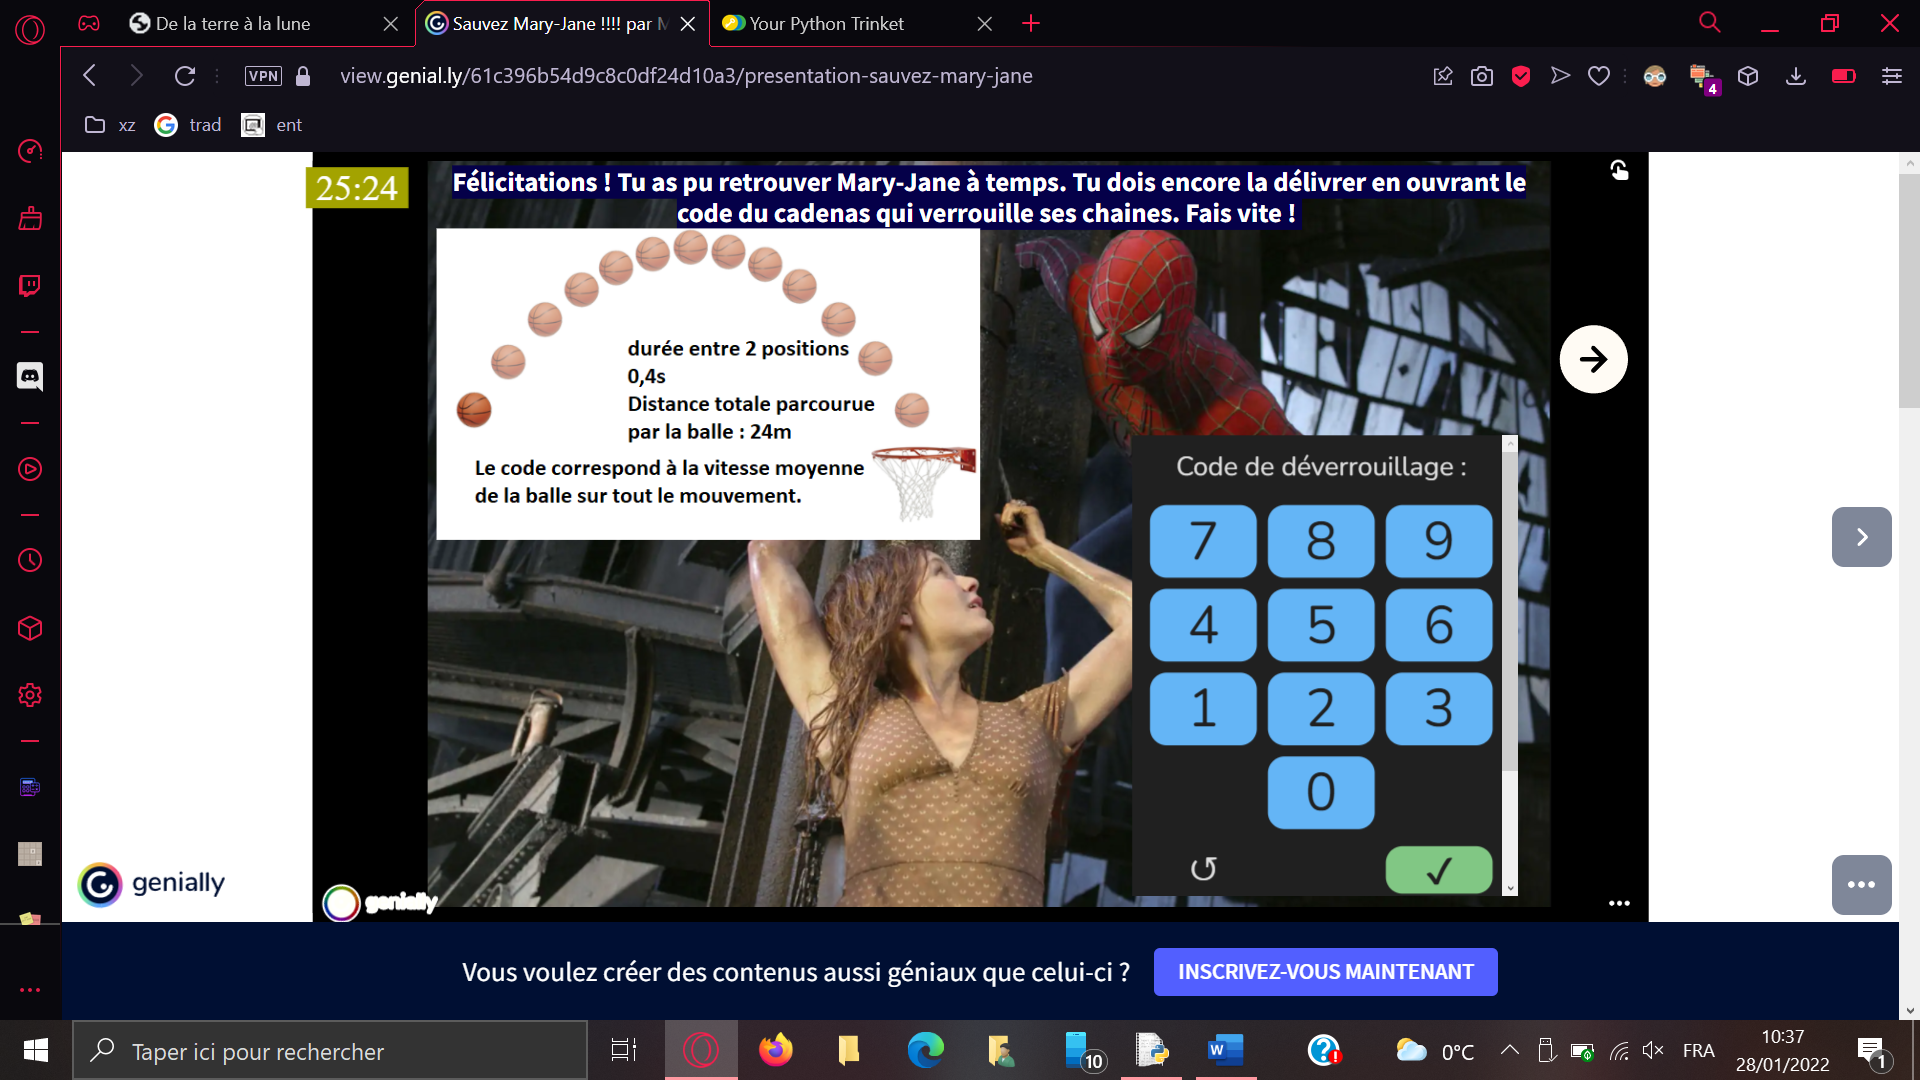 De la terre à la lune
Sauvez Mary-Jane !!!! par M
Your Python Trinket
VPN
view.genial.ly/61c396b54d9c8c0df24d10a3/presentation-sauvez-mary-jane
4
xz
trad
ent
25:24
Félicitations ! Tu as pu retrouver Mary-Jane à temps. Tu dois encore la délivrer en ouvrant le
code du cadenas qui verrouille ses chaines. Fais vite !
durée entre 2 positions
0,4s
Distance totale parcourue
par la balle : 24m
Le code correspond à la vitesse moyenne
de la balle sur tout le mouvement.
Code de déverrouillage :
7 8 9
4 5 6
1 2 3
0
genially
genially
Vous voulez créer des contenus aussi géniaux que celui-ci ?
INSCRIVEZ-VOUS MAINTENANT
Taper ici pour rechercher
10
W
0°C
FRA
10:37
28/01/2022
1